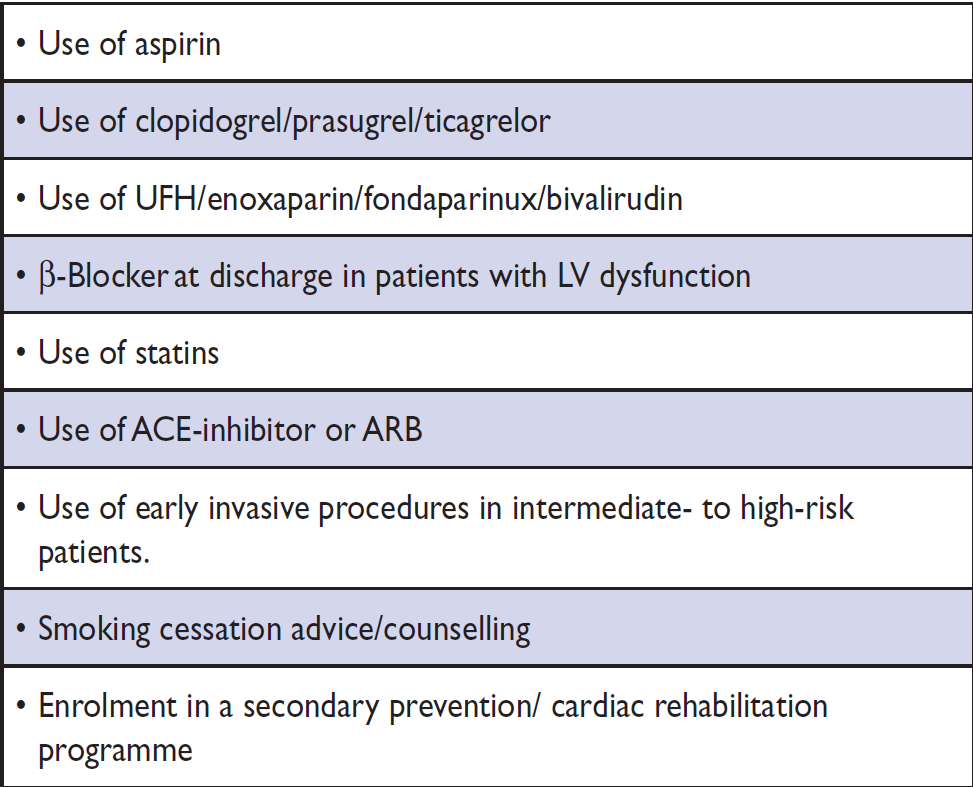 • Use of aspirin
• Use of clopidogrel/prasugrel/ticagrelor
• Use of UFH/enoxaparin/fondaparinux/bivalirudin
• β-Blocker at discharge in patients with LV dysfunction
• Use of statins
• Use of ACE-inhibitor or ARB
• Use of early invasive procedures in intermediate- to high-risk
patients.
• Smoking cessation advice/counselling
• Enrolment in a secondary prevention/ cardiac rehabilitation
programme